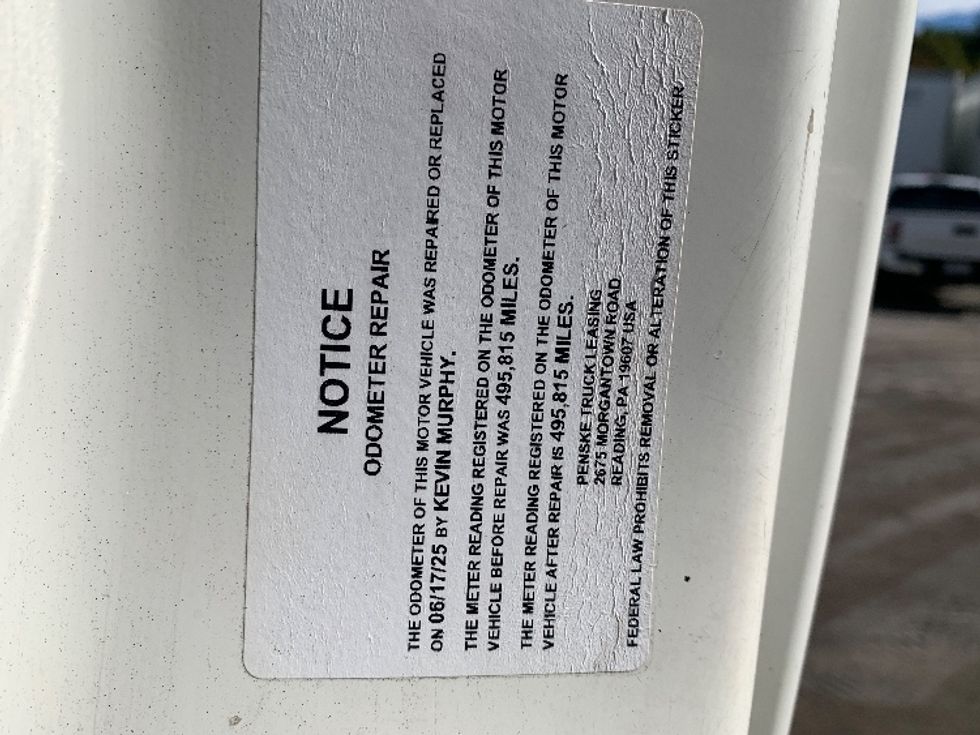 NOTICE
ODOMETER REPAIR
THE ODOMETER OF THIS MOTOR VEHICLE WAS REPAIRED OR REPLACED
ON 06/17/25 BY KEVIN MURPHY.
THE METER READING REGISTERED ON THE ODOMETER OF THIS MOTOR
VEHICLE BEFORE REPAIR WAS 495,815 MILES.
THE METER READING REGISTERED ON THE ODOMETER OF THIS MOTOR
VEHICLE AFTER REPAIR IS 495,815 MILES.
PENSKE TRUCK LEASING
2675 MORGANTOWN ROAD
READING, PA 19607 USA
FEDERAL LAW PROHIBITS REMOVAL OR ALTERATION OF THIS STICKER